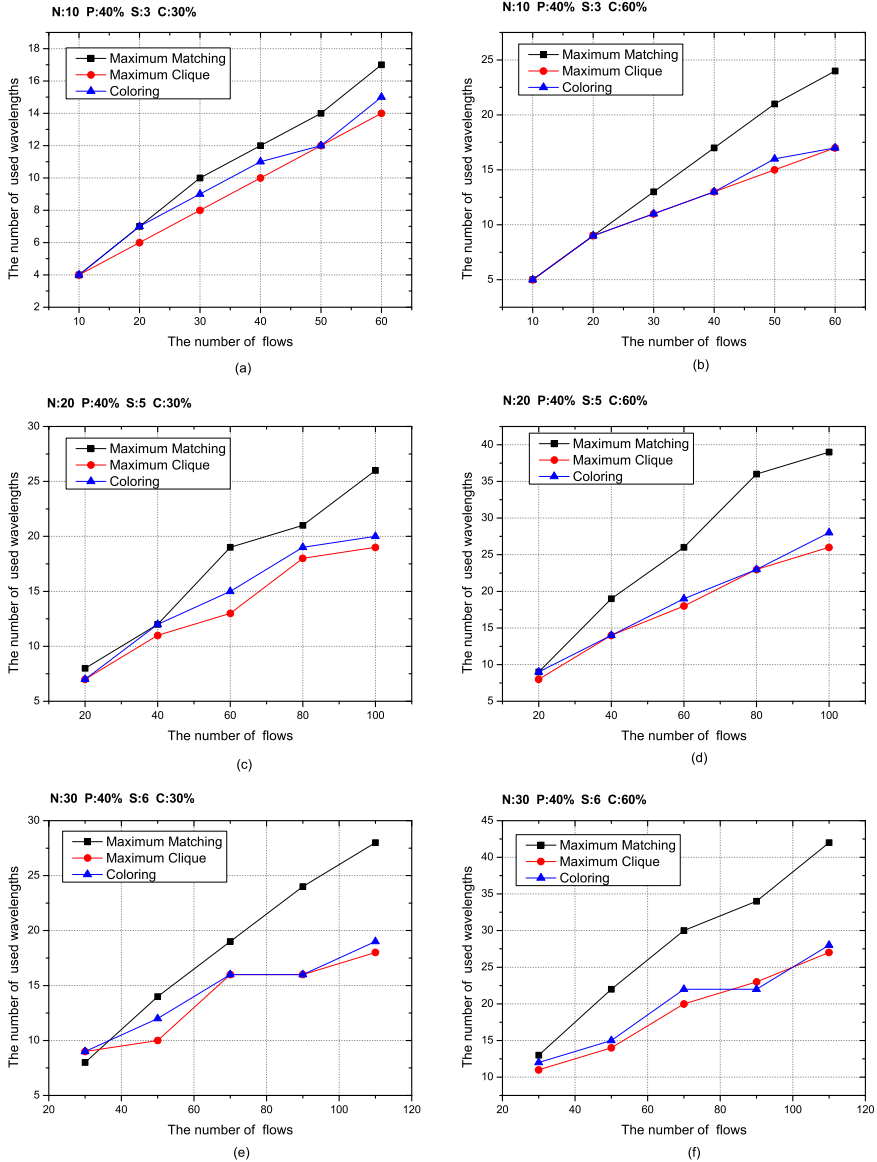 N:10 P:40% S:3 C:30%
18
16
14
12
10
8
6
4
2
The number of used wavelengths
Maximum Matching
Maximum Clique
Coloring
10 20 30 40 50 60
The number of flows
(a)
N:10 P:40% S:3 C:60%
25
20
15
10
5
The number of used wavelengths
Maximum Matching
Maximum Clique
Coloring
10 20 30 40 50 60
The number of flows
(b)
N:20 P:40% S:5 C:30%
30
25
20
15
10
5
The number of used wavelengths
Maximum Matching
Maximum Clique
Coloring
20 40 60 80 100
The number of flows
(c)
N:20 P:40% S:5 C:60%
40
35
30
25
20
15
10
5
The number of used wavelengths
Maximum Matching
Maximum Clique
Coloring
20 40 60 80 100
The number of flows
(d)
N:30 P:40% S:6 C:30%
30
25
20
15
10
5
The number of used wavelengths
Maximum Matching
Maximum Clique
Coloring
20 40 60 80 100 120
The number of flows
(e)
N:30 P:40% S:6 C:60%
45
40
35
30
25
20
15
10
The number of used wavelengths
Maximum Matching
Maximum Clique
Coloring
20 40 60 80 100 120
The number of flows
(f)